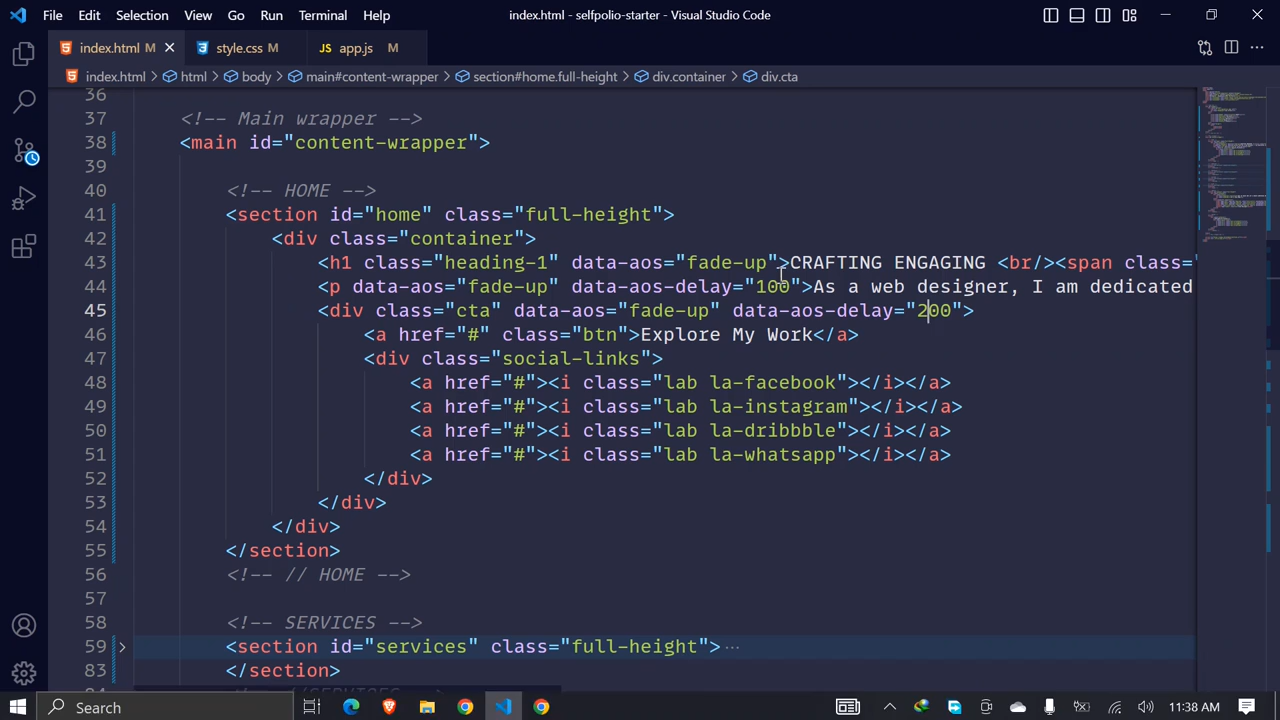 File Edit Selection View Go Run Terminal Help index.html - selfpolio-starter - Visual Studio Code
index.html M style.css M JS app.js M
index.html > html > body > main#content-wrapper > section#home.full-height > div.container > div.cta
36
37 <!-- Main wrapper -->
38 <main id="content-wrapper">
39
40 <!-- HOME -->
41 <section id="home" class="full-height">
42 <div class="container">
43 <h1 class="heading-1" data-aos="fade-up">CRAFTING ENGAGING <br/><span class="
44 <p data-aos="fade-up" data-aos-delay="100">As a web designer, I am dedicated
45 <div class="cta" data-aos="fade-up" data-aos-delay="200">
46 <a href="#" class="btn">Explore My Work</a>
47 <div class="social-links">
48 <a href="#"><i class="lab la-facebook"></i></a>
49 <a href="#"><i class="lab la-instagram"></i></a>
50 <a href="#"><i class="lab la-dribbble"></i></a>
51 <a href="#"><i class="lab la-whatsapp"></i></a>
52 </div>
53 </div>
54 </div>
55 </section>
56 <!-- // HOME -->
57
58 <!-- SERVICES -->
59 > <section id="services" class="full-height">…
83 </section>
84 <!-- //SERVICES -->
Search 11:38 AM